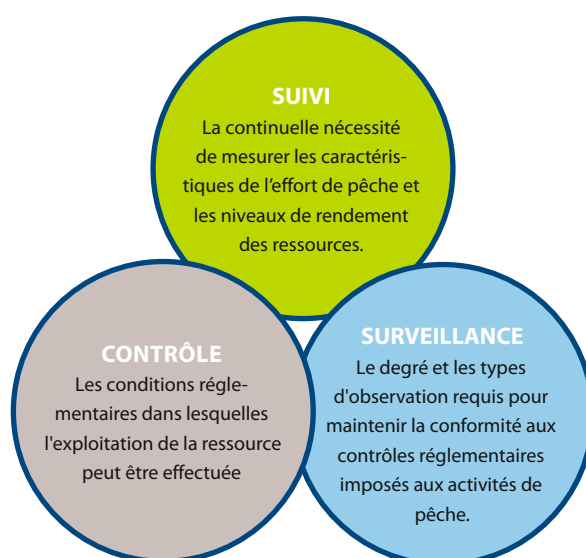 SUIVI
La continuelle nécessité
de mesurer les caractéris-
tiques de l'effort de pêche et
les niveaux de rendement
des ressources.
CONTRÔLE
Les conditions régle-
mentaires dans lesquelles
l'exploitation de la ressource
peut être effectuée
SURVEILLANCE
Le degré et les types
d'observation requis pour
maintenir la conformité aux
contrôles réglementaires
imposés aux activités de
pêche.